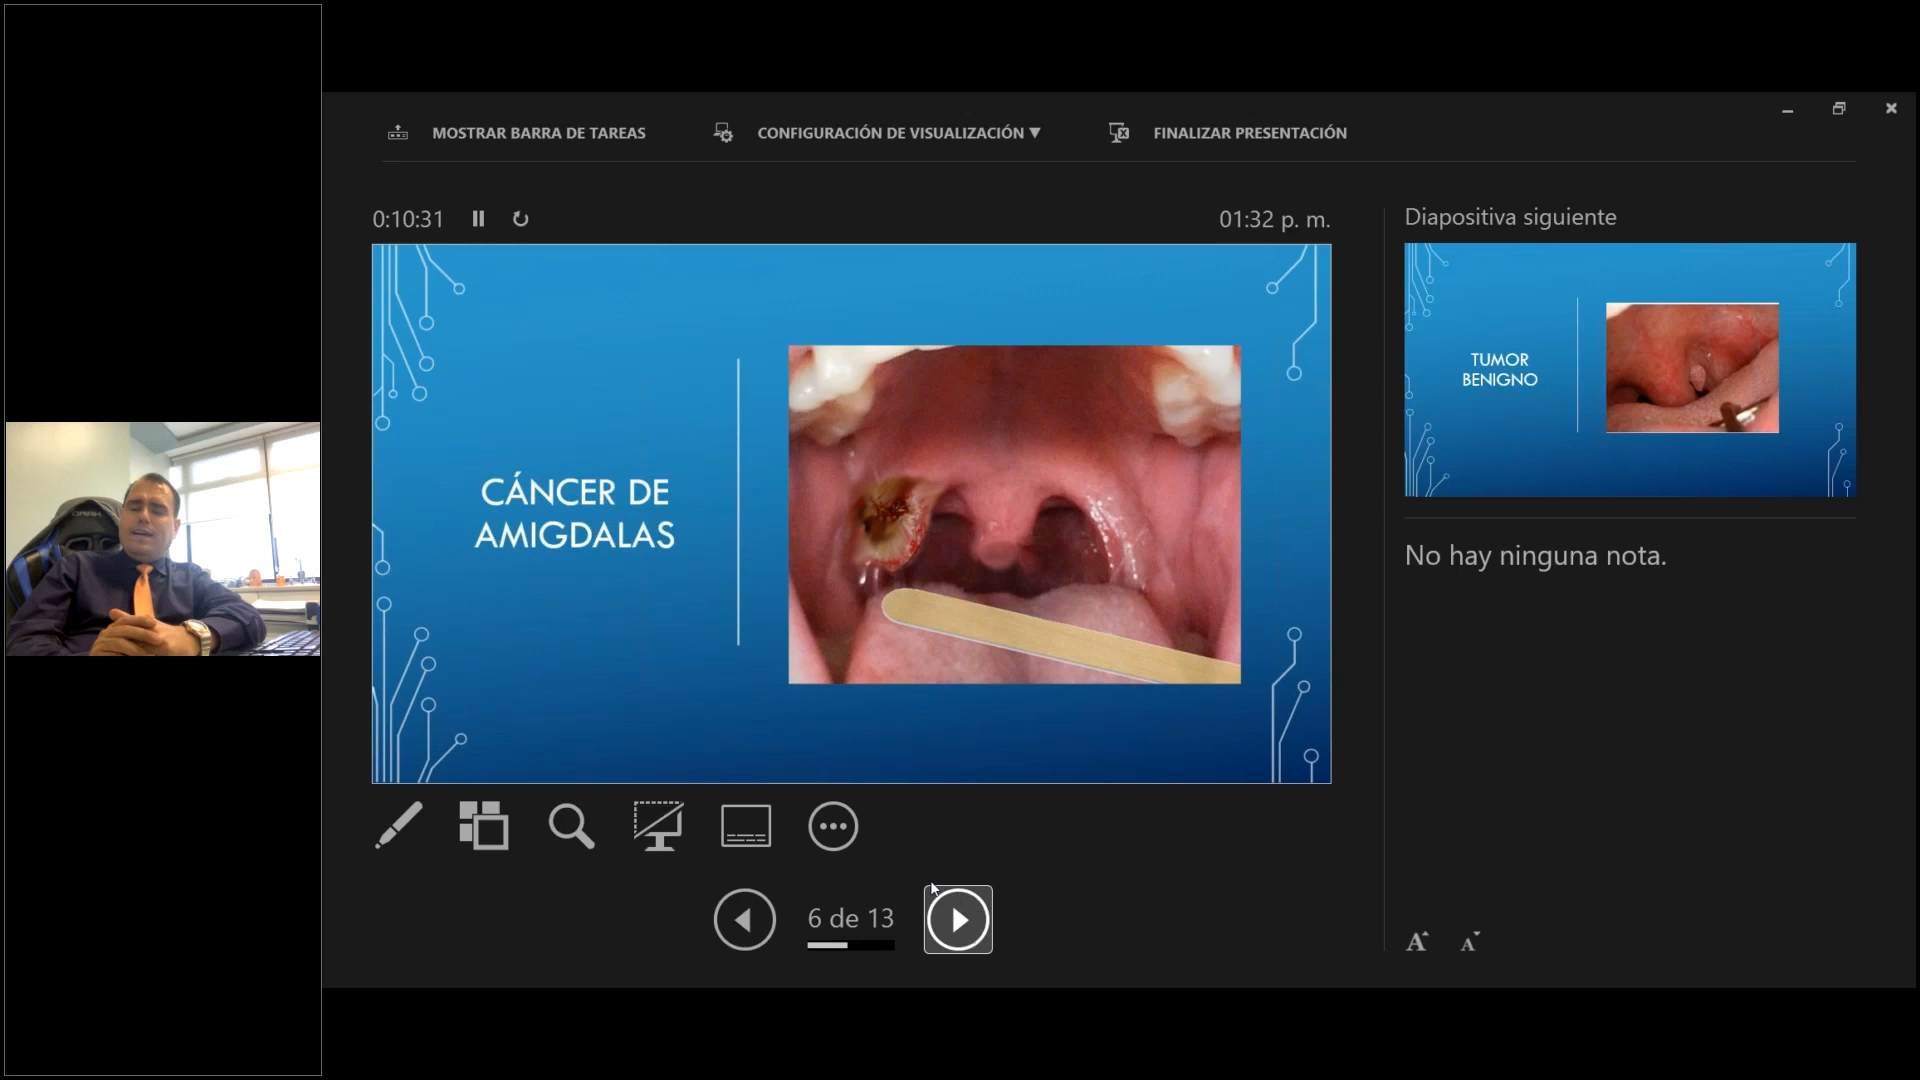 MOSTRAR BARRA DE TAREAS
CONFIGURACIÓN DE VISUALIZACIÓN ▼
FINALIZAR PRESENTACIÓN
0:10:31
01:32 p. m.
CÁNCER DE
AMIGDALAS
6 de 13
Diapositiva siguiente
TUMOR
BENIGNO
No hay ninguna nota.
A
A